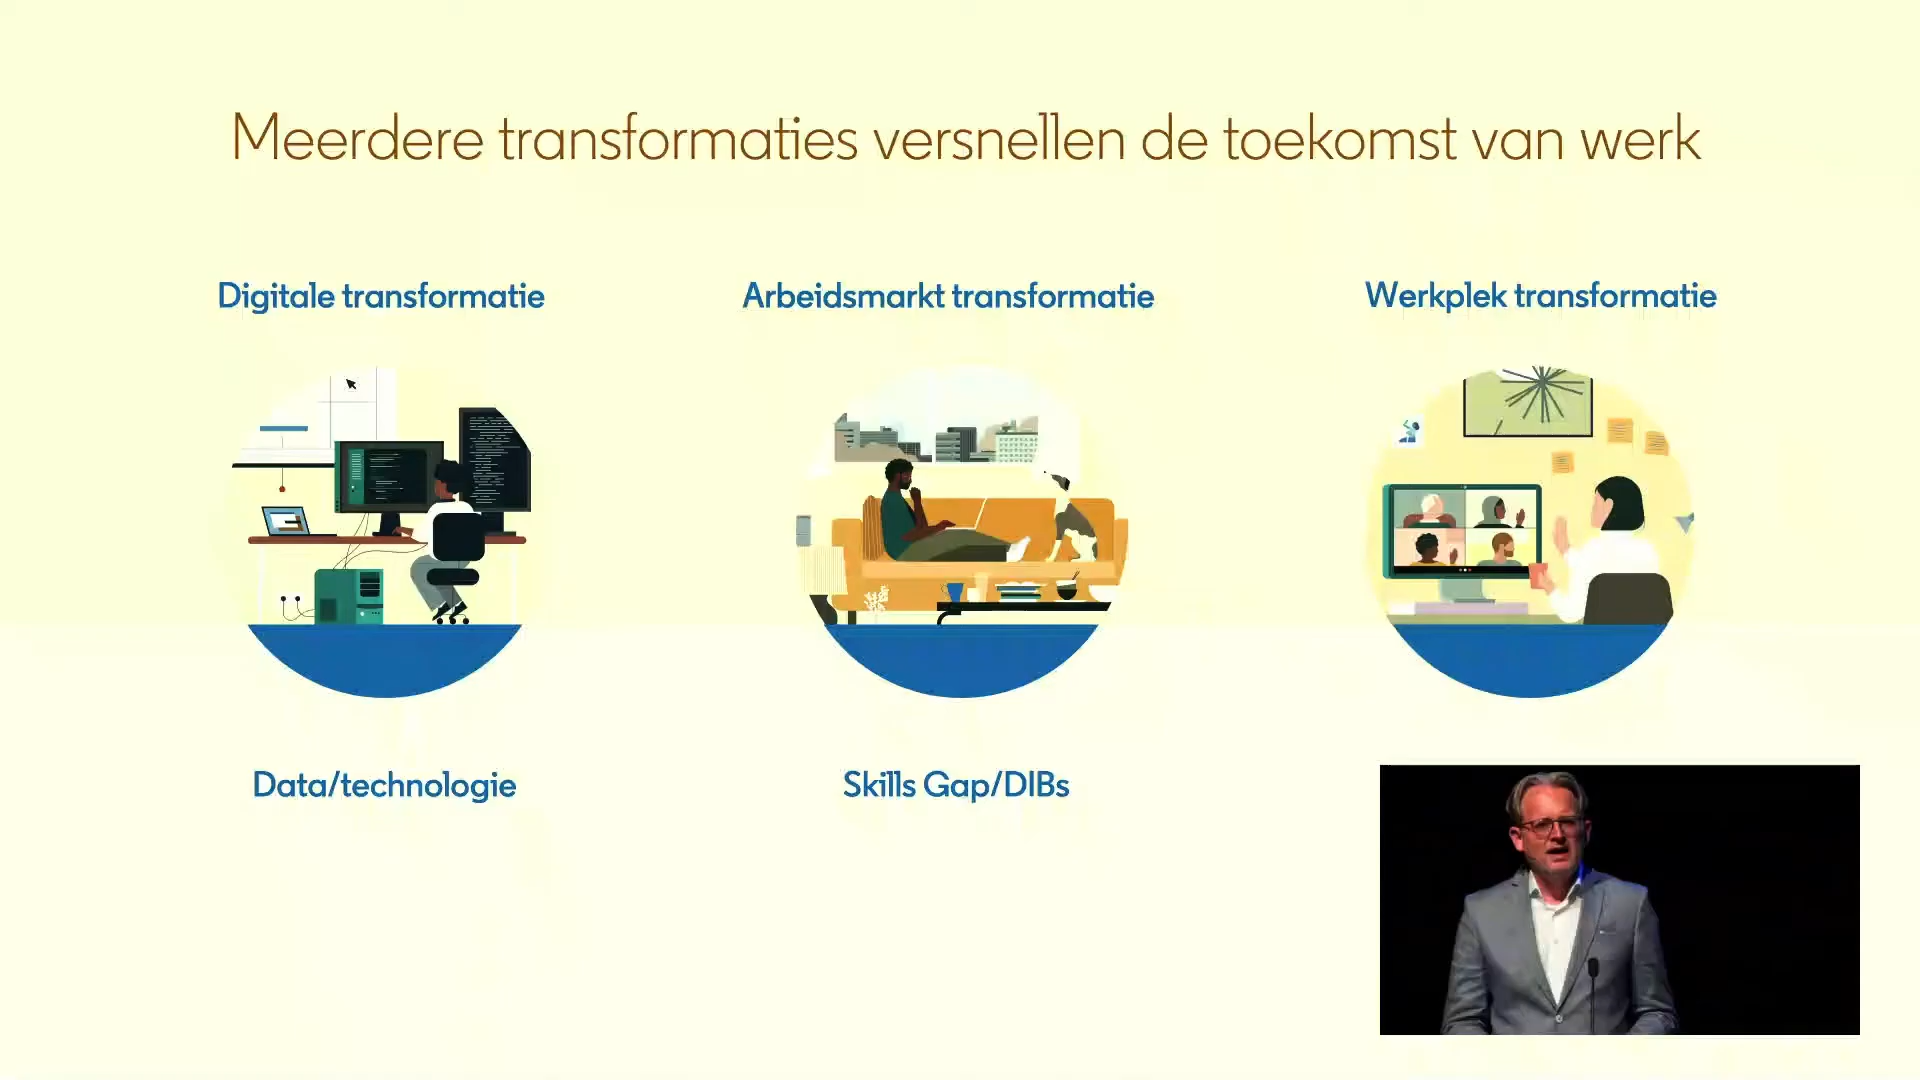 Meerdere transformaties versnellen de toekomst van werk
Digitale transformatie
Arbeidsmarkt transformatie
Werkplek transformatie
Data/technologie
Skills Gap/DIBs